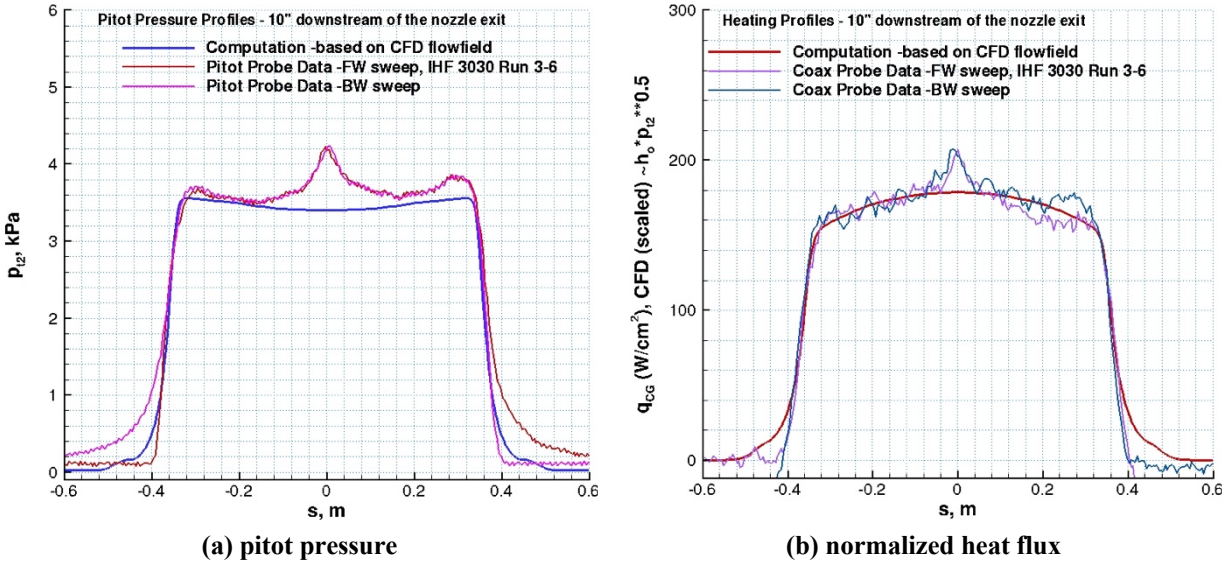 Pitot Pressure Profiles - 10" downstream of the nozzle exit
Computation -based on CFD flowfield
Pitot Probe Data -FW sweep, IHF 3030 Run 3-6
Pitot Probe Data -BW sweep
6
5
4
3
2
1
0
p_t2, kPa
-0.6
-0.4
-0.2
0
0.2
0.4
0.6
s, m
(a) pitot pressure
Heating Profiles - 10" downstream of the nozzle exit
Computation -based on CFD flowfield
Coax Probe Data -FW sweep, IHF 3030 Run 3-6
Coax Probe Data -BW sweep
300
200
100
0
q_CG (W/cm²), CFD (scaled) ~h_o*p_t2**0.5
-0.6
-0.4
-0.2
0
0.2
0.4
0.6
s, m
(b) normalized heat flux